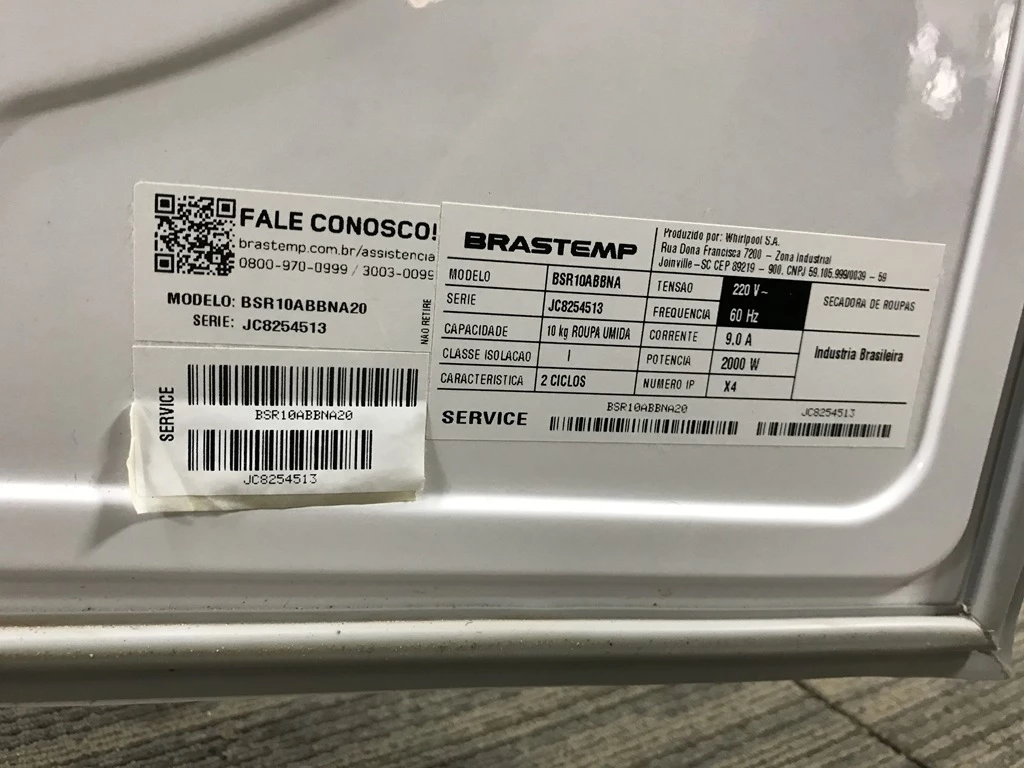 FALE CONOSCO!
brastemp.com.br/assistencia
0800-970-0999 / 3003-0099
MODELO: BSR10ABBNA20
SERIE: JC8254513
NÃO RETIRE
SERVICE
BSR10ABBNA20
JC8254513
BRASTEMP
Produzido por: Whirlpool S.A.
Rua Dona Francisca 7200 - Zona Industrial
Joinville - SC CEP 89219 - 900, CNPJ 59.105.999/0039 - 59
MODELO BSR10ABBNA
SERIE JC8254513
CAPACIDADE 10 kg ROUPA UMIDA
CLASSE ISOLACAO I
CARACTERISTICA 2 CICLOS
TENSAO 220 V~
FREQUENCIA 60 Hz
CORRENTE 9.0 A
POTENCIA 2000 W
NUMERO IP X4
SECADORA DE ROUPAS
Industria Brasileira
SERVICE
BSR10ABBNA20
JC8254513